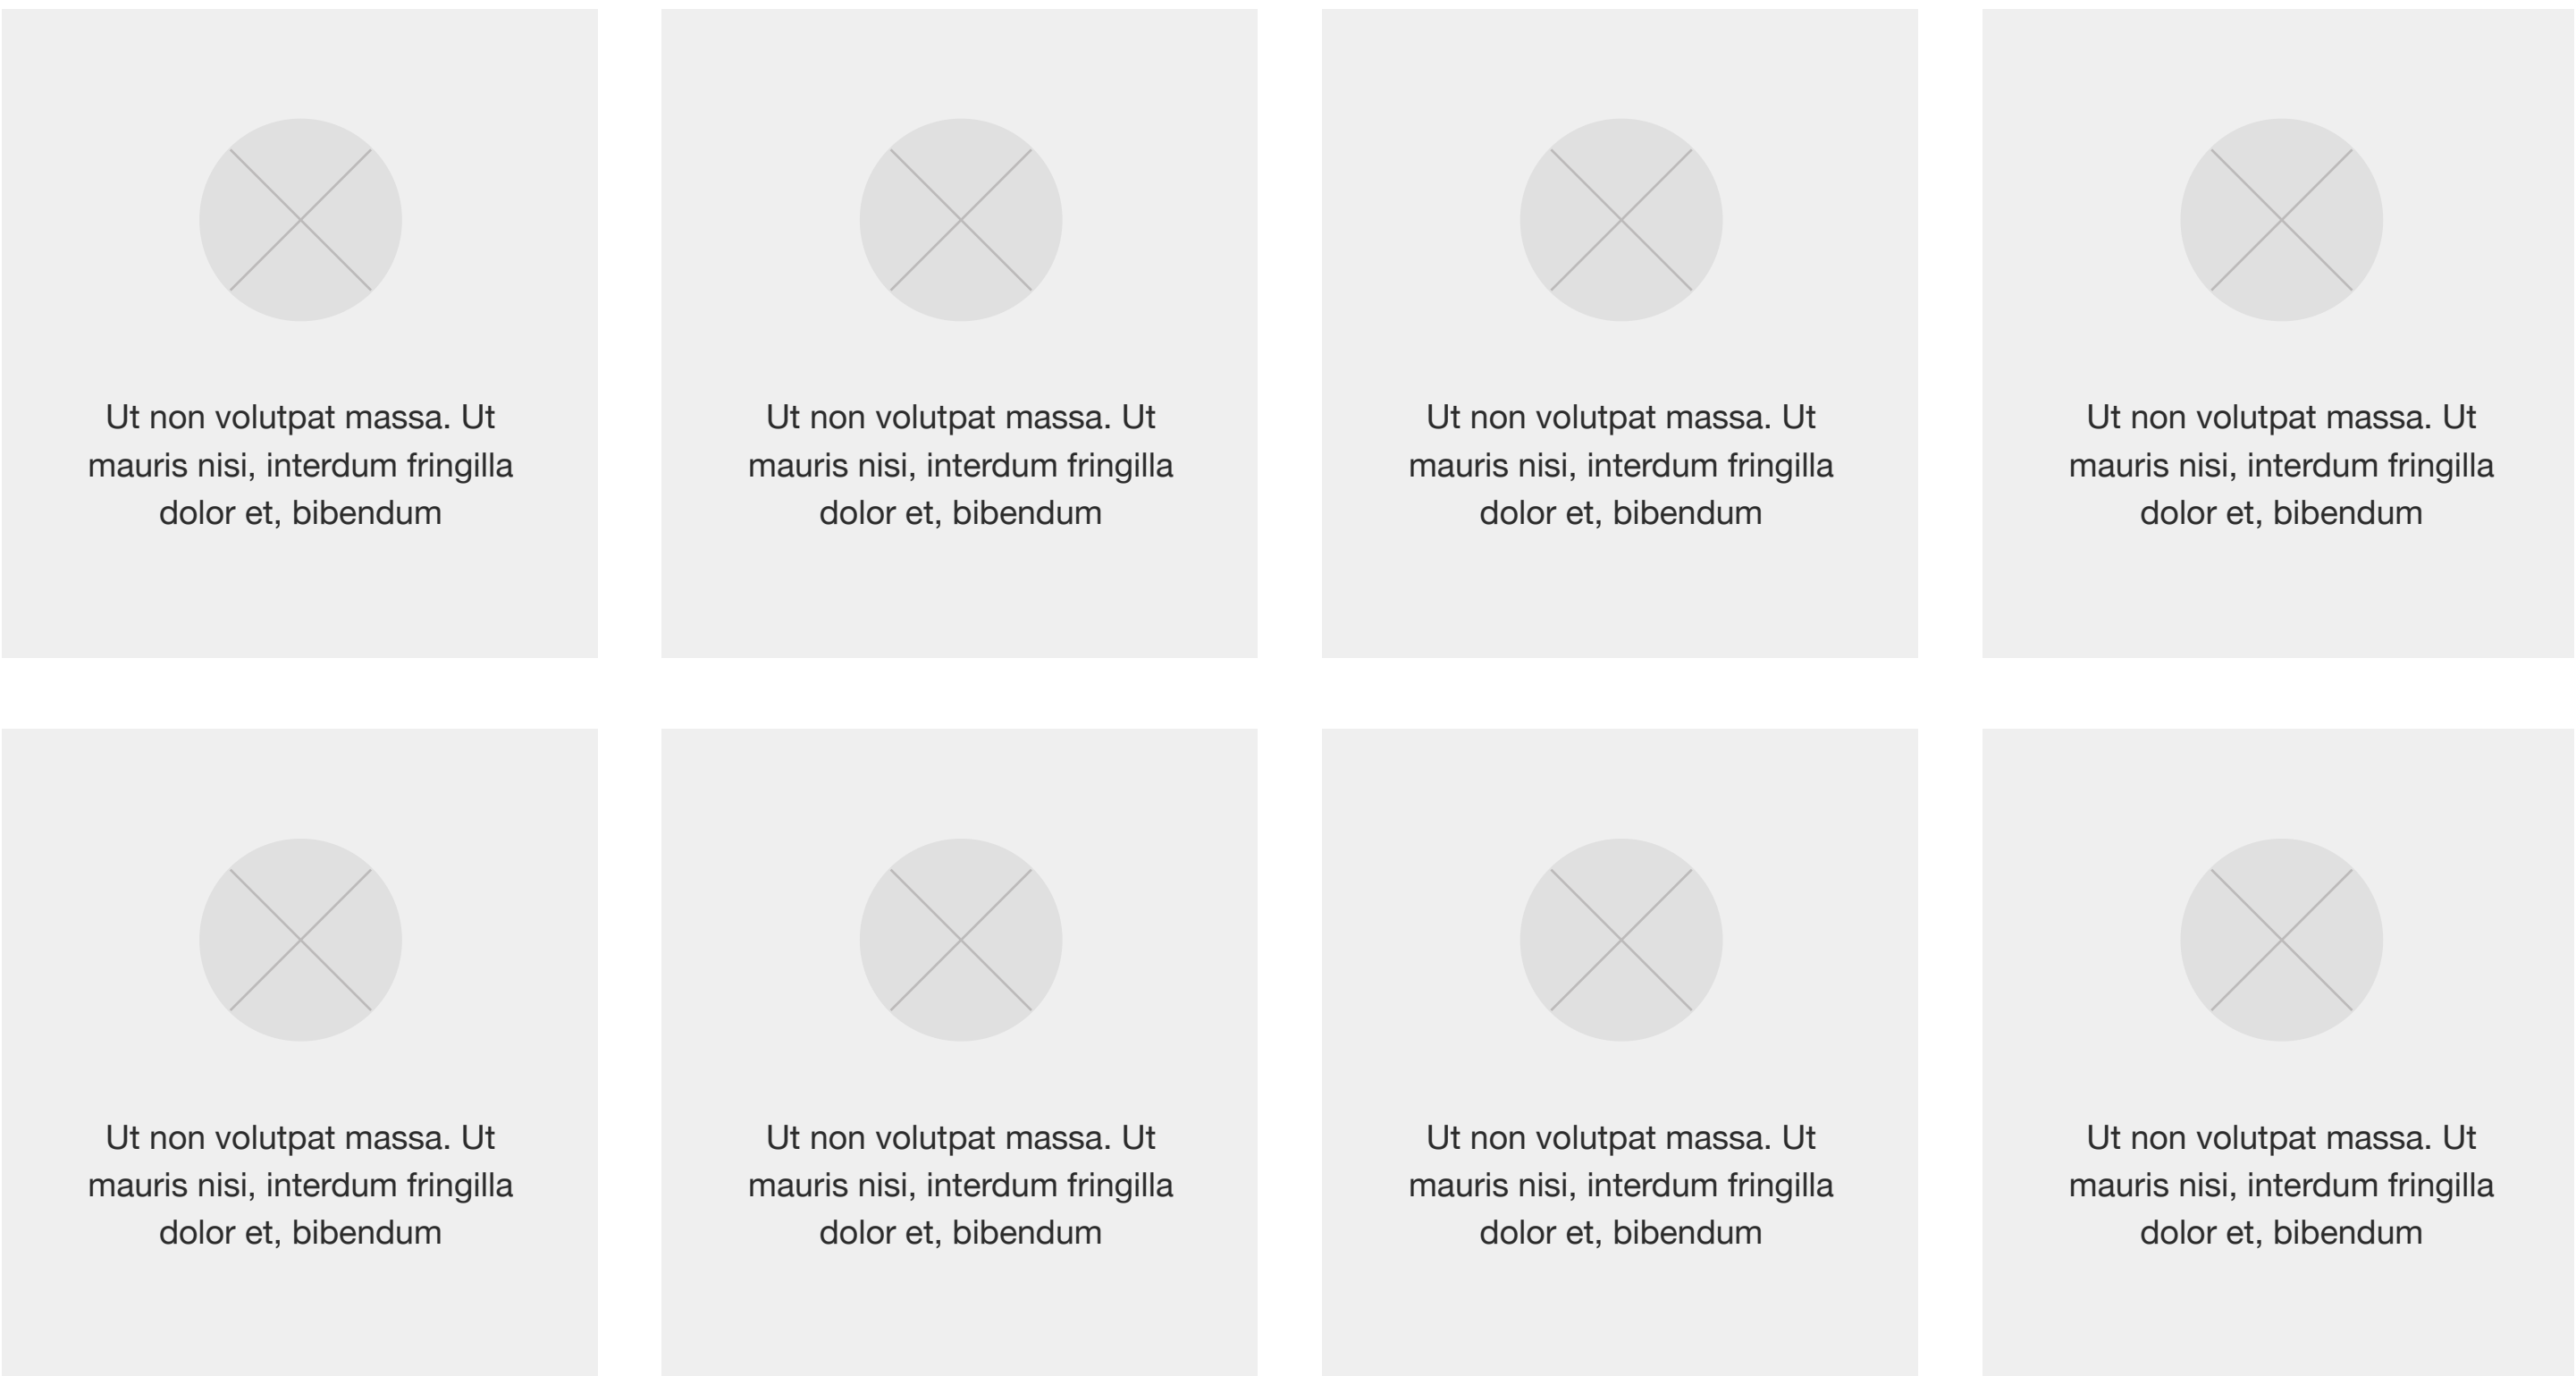 Ut non volutpat massa. Ut
mauris nisi, interdum fringilla
dolor et, bibendum
Ut non volutpat massa. Ut
mauris nisi, interdum fringilla
dolor et, bibendum
Ut non volutpat massa. Ut
mauris nisi, interdum fringilla
dolor et, bibendum
Ut non volutpat massa. Ut
mauris nisi, interdum fringilla
dolor et, bibendum
Ut non volutpat massa. Ut
mauris nisi, interdum fringilla
dolor et, bibendum
Ut non volutpat massa. Ut
mauris nisi, interdum fringilla
dolor et, bibendum
Ut non volutpat massa. Ut
mauris nisi, interdum fringilla
dolor et, bibendum
Ut non volutpat massa. Ut
mauris nisi, interdum fringilla
dolor et, bibendum